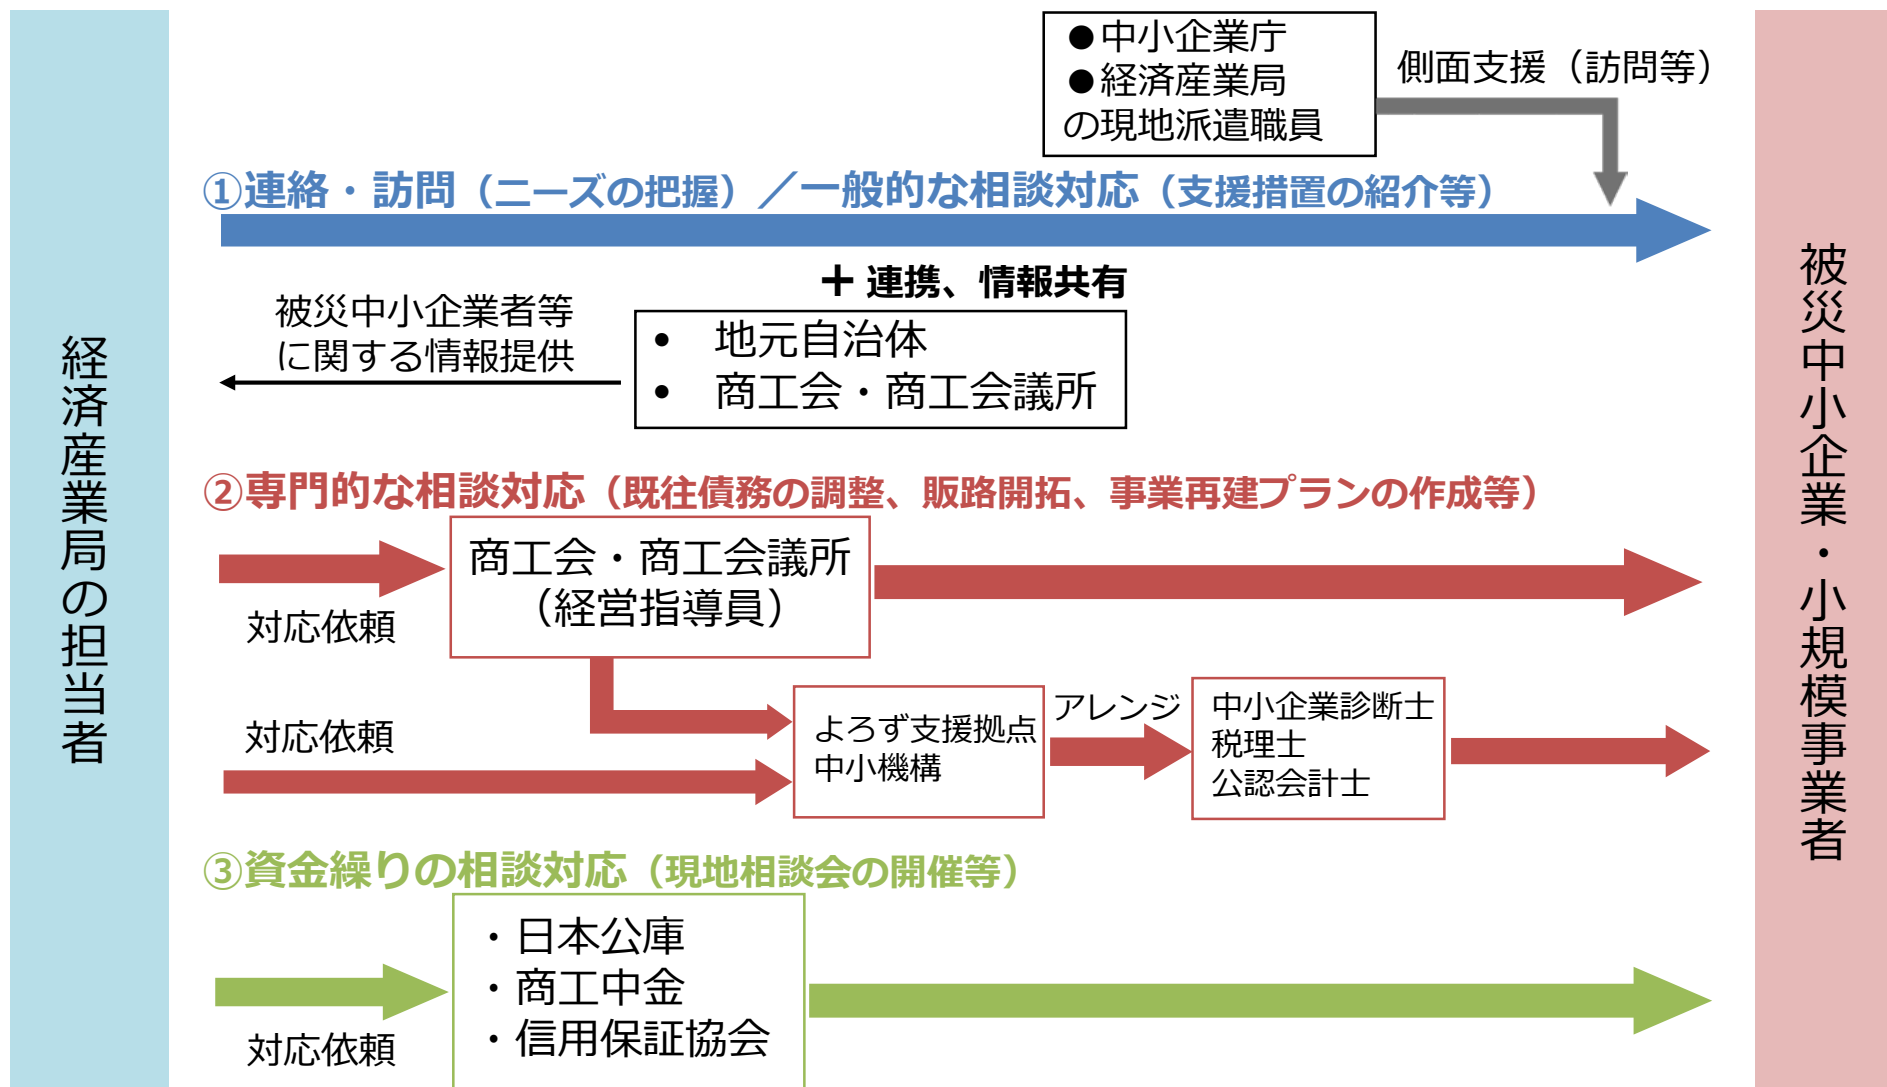 経済産業局の担当者
●中小企業庁
●経済産業局
の現地派遣職員
側面支援（訪問等）
①連絡・訪問（ニーズの把握）／一般的な相談対応（支援措置の紹介等）
＋ 連携、情報共有
被災中小企業者等
に関する情報提供
• 地元自治体
• 商工会・商工会議所
②専門的な相談対応（既往債務の調整、販路開拓、事業再建プランの作成等）
対応依頼
商工会・商工会議所
（経営指導員）
対応依頼
よろず支援拠点
中小機構
アレンジ
中小企業診断士
税理士
公認会計士
③資金繰りの相談対応（現地相談会の開催等）
対応依頼
・日本公庫
・商工中金
・信用保証協会
被災中小企業・小規模事業者